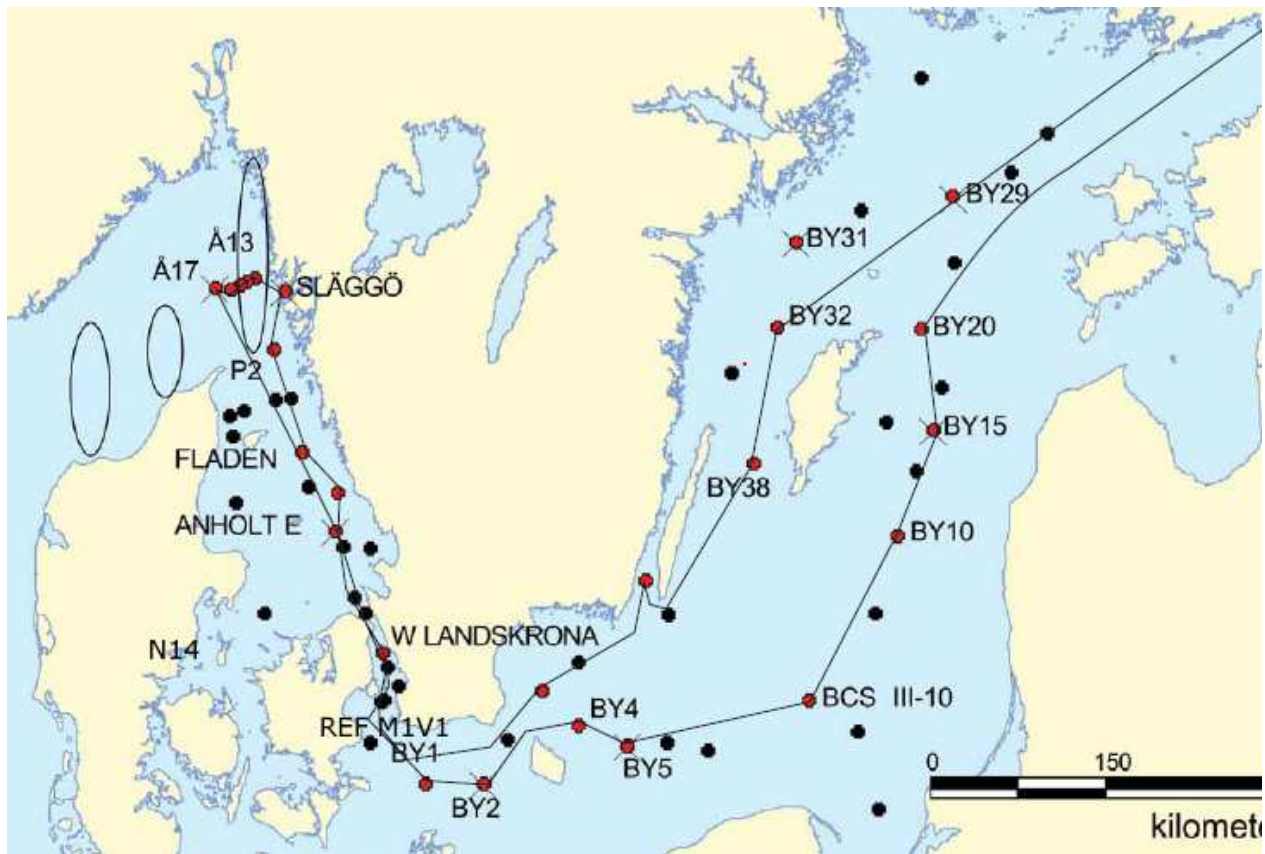 BY29
Å13
BY31
Å17
SLÄGGÖ
BY32
BY20
P2
BY15
FLADEN
BY38
ANHOLT E
BY10
W LANDSKRONA
N14
BCS III-10
BY4
REF M1V1
BY1
BY5
0 150
BY2
kilomete